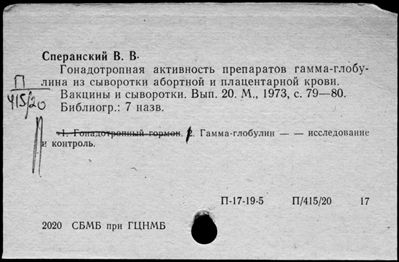 Сперанский В. В.
Гонадотропная активность препаратов гамма-глобу-
лина из сыворотки абортной и плацентарной крови.
П
415/20
Вакцины и сыворотки. Вып. 20. М., 1973, с. 79—80.
Библиогр.: 7 назв.
1. Гонадотропный гормон. 2. Гамма-глобулин — — исследование
и контроль.
П-17-19-5 П/415/20 17
2020 СБМБ при ГЦНМБ